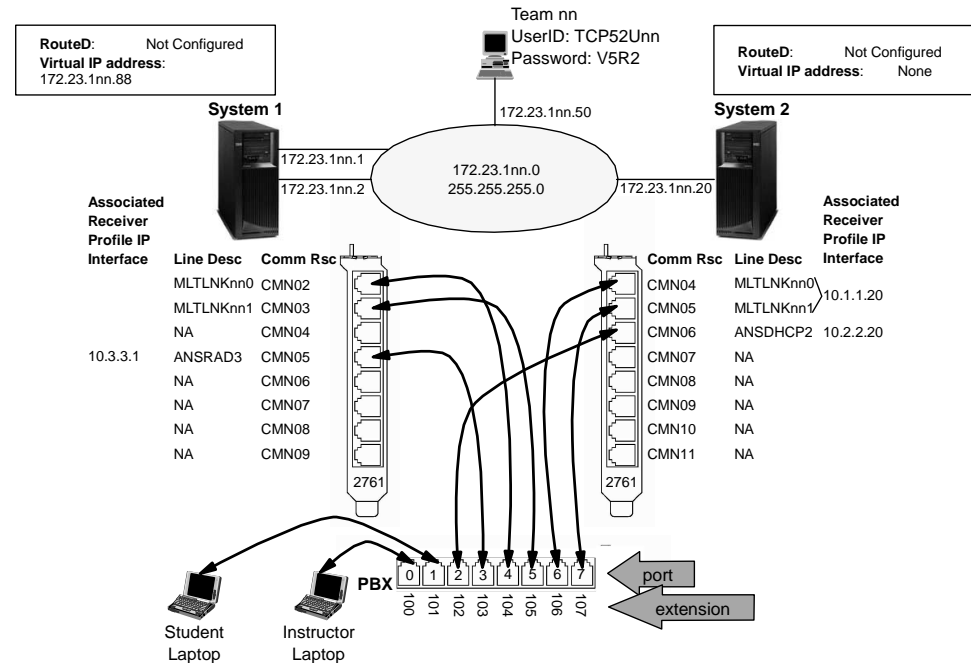 Team nn
UserID: TCP52Unn
Password: V5R2
RouteD: Not Configured
Virtual IP address:
172.23.1nn.88
RouteD: Not Configured
Virtual IP address: None
System 1
System 2
172.23.1nn.50
172.23.1nn.1
172.23.1nn.2
172.23.1nn.0
255.255.255.0
172.23.1nn.20
Associated
Receiver
Profile IP
Interface
Line Desc Comm Rsc
MLTLNKnn0 CMN02
MLTLNKnn1 CMN03
NA CMN04
10.3.3.1 ANSRAD3 CMN05
NA CMN06
NA CMN07
NA CMN08
NA CMN09
2761
Associated
Receiver
Profile IP
Interface
Comm Rsc Line Desc
CMN04 MLTLNKnn0
10.1.1.20
CMN05 MLTLNKnn1
CMN06 ANSDHCP2 10.2.2.20
CMN07 NA
CMN08 NA
CMN09 NA
CMN10 NA
CMN11 NA
2761
PBX 0 1 2 3 4 5 6 7
port
100 101 102 103 104 105 106 107
extension
Student
Laptop
Instructor
Laptop